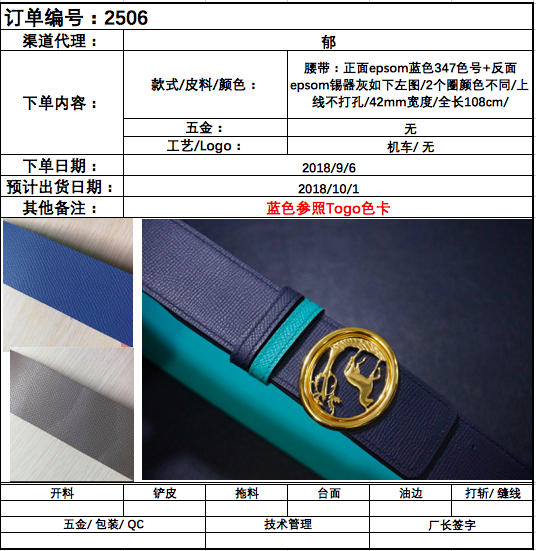 订单编号：2506
渠道代理：
郁
下单内容：
款式/皮料/颜色：
腰带：正面epsom蓝色347色号+反面
epsom锡器灰如下左图/2个圈颜色不同/上
线不打孔/42mm宽度/全长108cm/
五金：
无
工艺/Logo：
机车/ 无
下单日期：
2018/9/6
预计出货日期：
2018/10/1
其他备注：
蓝色参照Togo色卡
开料
铲皮
拖料
台面
油边
打斩/ 缝线
五金/ 包装/ QC
技术管理
厂长签字